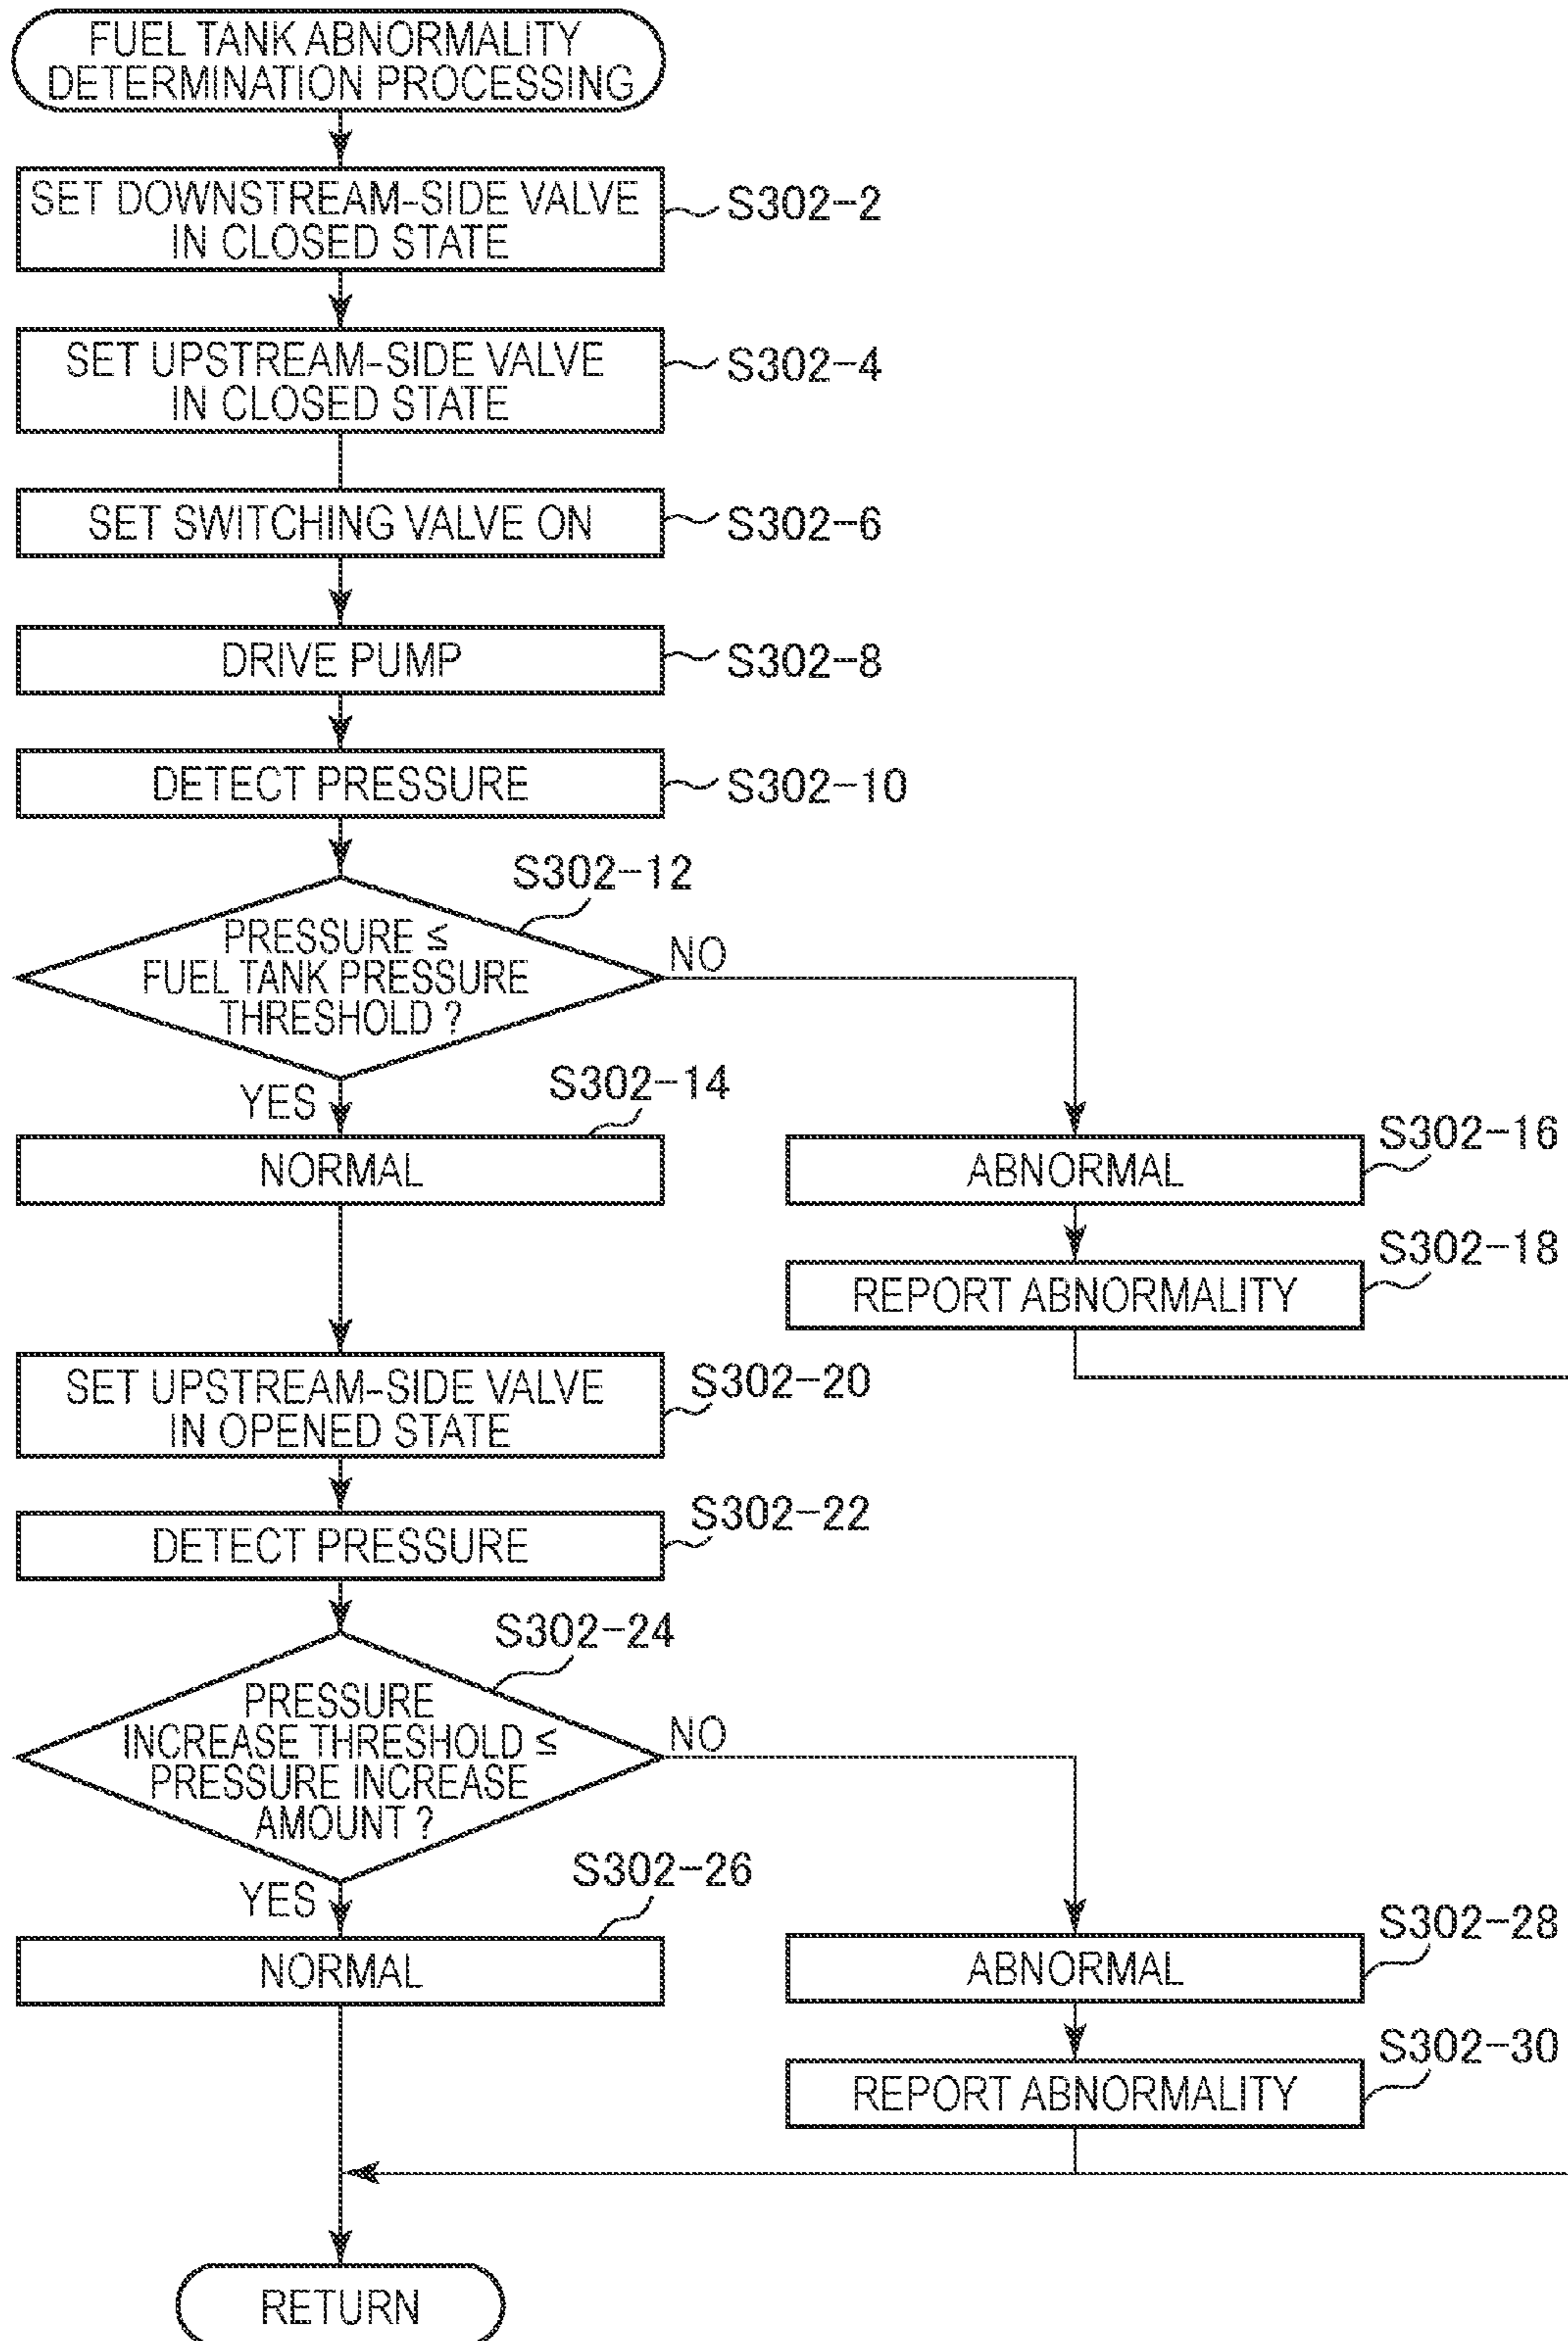 FUEL TANK ABNORMALITY
DETERMINATION PROCESSING
SET DOWNSTREAM-SIDE VALVE
IN CLOSED STATE
S302-2
SET UPSTREAM-SIDE VALVE
IN CLOSED STATE
S302-4
SET SWITCHING VALVE ON
S302-6
DRIVE PUMP
S302-8
DETECT PRESSURE
S302-10
S302-12
PRESSURE ≦
FUEL TANK PRESSURE
THRESHOLD ?
NO
YES
S302-14
NORMAL
S302-16
ABNORMAL
S302-18
REPORT ABNORMALITY
SET UPSTREAM-SIDE VALVE
IN OPENED STATE
S302-20
DETECT PRESSURE
S302-22
S302-24
PRESSURE
INCREASE THRESHOLD ≦
PRESSURE INCREASE
AMOUNT ?
NO
YES
S302-26
NORMAL
S302-28
ABNORMAL
S302-30
REPORT ABNORMALITY
RETURN